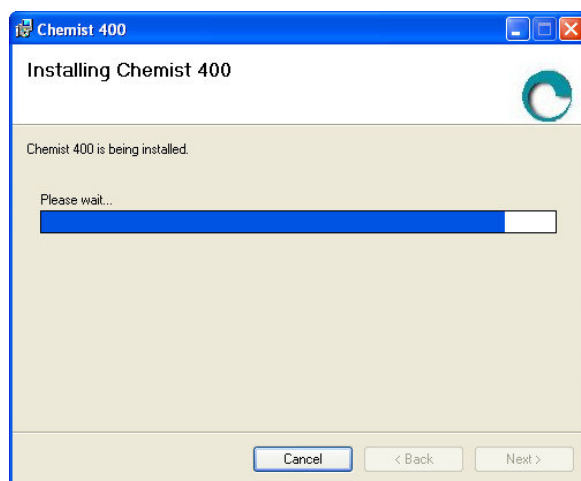 Chemist 400
Installing Chemist 400
Chemist 400 is being installed.
Please wait...
Cancel
< Back
Next >